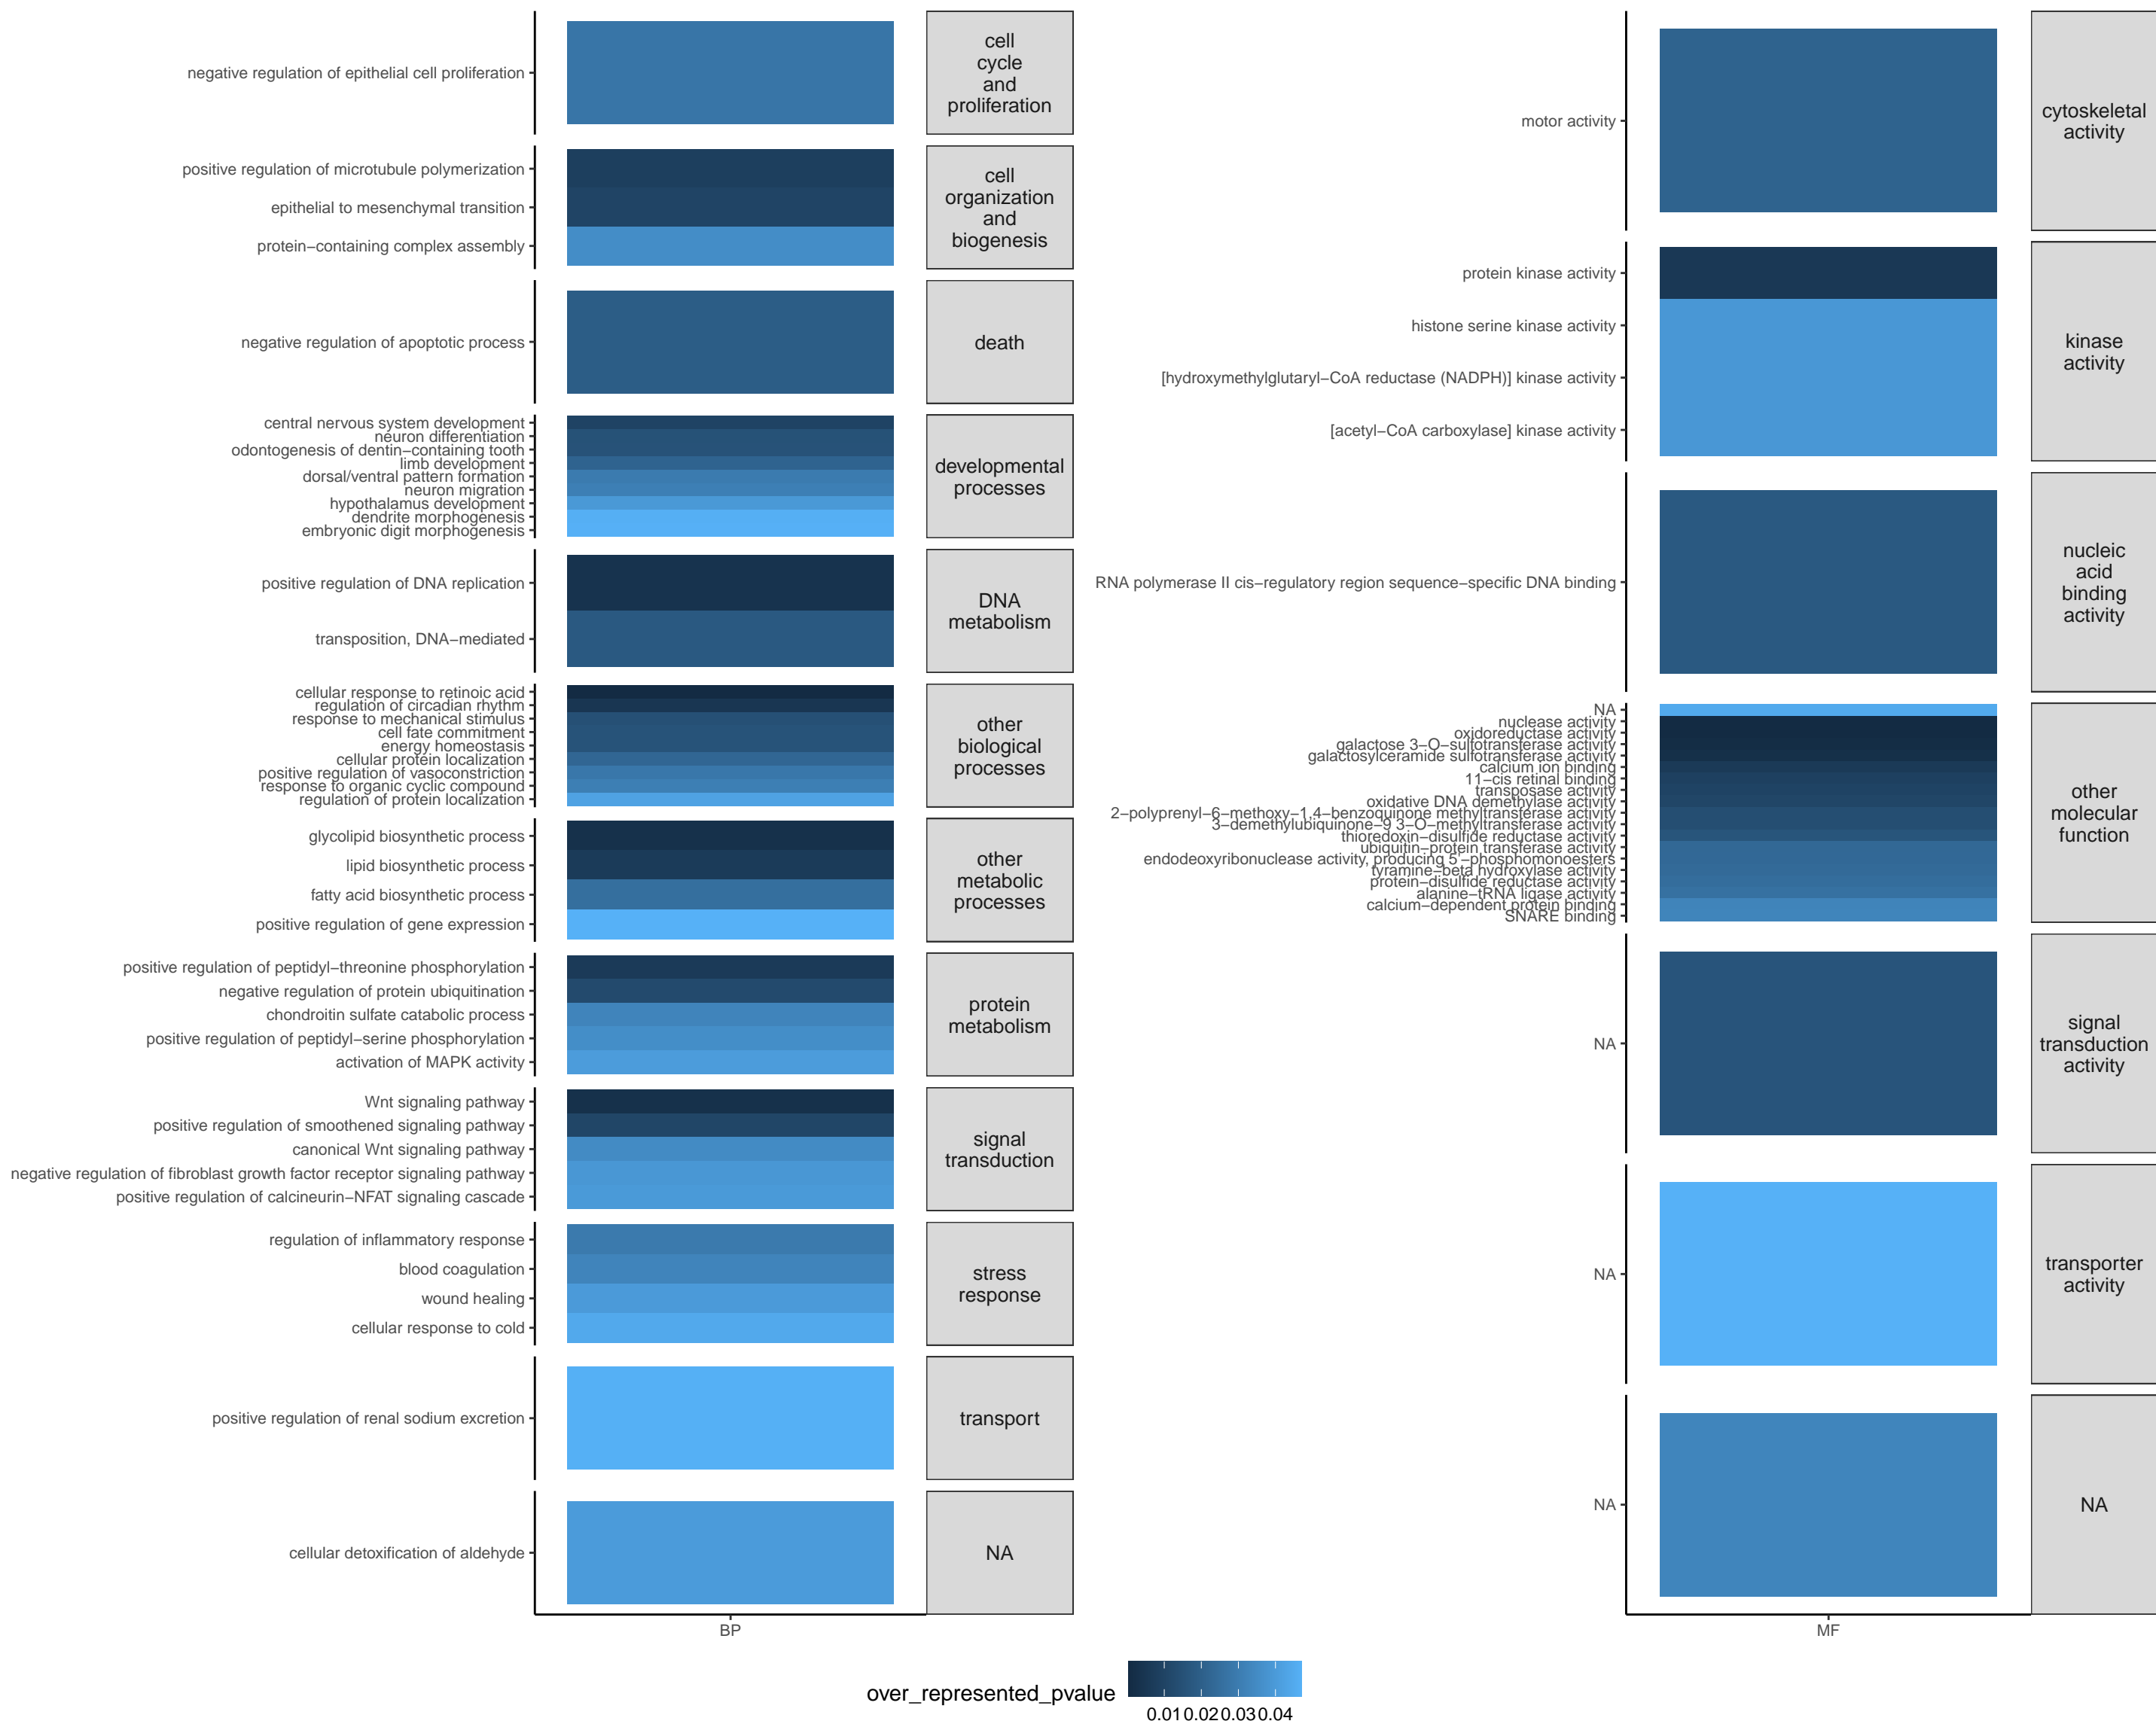 negative regulation of epithelial cell proliferation
cell
cycle
and
proliferation
positive regulation of microtubule polymerization
epithelial to mesenchymal transition
protein−containing complex assembly
cell
organization
and
biogenesis
negative regulation of apoptotic process
death
central nervous system development
neuron differentiation
odontogenesis of dentin−containing tooth
limb development
dorsal/ventral pattern formation
neuron migration
hypothalamus development
dendrite morphogenesis
embryonic digit morphogenesis
developmental
processes
positive regulation of DNA replication
transposition, DNA−mediated
DNA
metabolism
cellular response to retinoic acid
regulation of circadian rhythm
response to mechanical stimulus
cell fate commitment
energy homeostasis
cellular protein localization
positive regulation of vasoconstriction
response to organic cyclic compound
regulation of protein localization
other
biological
processes
glycolipid biosynthetic process
lipid biosynthetic process
fatty acid biosynthetic process
positive regulation of gene expression
other
metabolic
processes
positive regulation of peptidyl−threonine phosphorylation
negative regulation of protein ubiquitination
chondroitin sulfate catabolic process
positive regulation of peptidyl−serine phosphorylation
activation of MAPK activity
protein
metabolism
Wnt signaling pathway
positive regulation of smoothened signaling pathway
canonical Wnt signaling pathway
negative regulation of fibroblast growth factor receptor signaling pathway
positive regulation of calcineurin−NFAT signaling cascade
signal
transduction
regulation of inflammatory response
blood coagulation
wound healing
cellular response to cold
stress
response
positive regulation of renal sodium excretion
transport
cellular detoxification of aldehyde
NA
BP
motor activity
cytoskeletal
activity
protein kinase activity
histone serine kinase activity
[hydroxymethylglutaryl−CoA reductase (NADPH)] kinase activity
[acetyl−CoA carboxylase] kinase activity
kinase
activity
RNA polymerase II cis−regulatory region sequence−specific DNA binding
nucleic
acid
binding
activity
NA
nuclease activity
oxidoreductase activity
galactose 3−O−sulfotransferase activity
galactosylceramide sulfotransferase activity
calcium ion binding
11−cis retinal binding
transposase activity
oxidative DNA demethylase activity
2−polyprenyl−6−methoxy−1,4−benzoquinone methyltransferase activity
3−demethylubiquinone−9 3−O−methyltransferase activity
thioredoxin−disulfide reductase activity
ubiquitin−protein transferase activity
endodeoxyribonuclease activity, producing 5'−phosphomonoesters
tyramine−beta hydroxylase activity
protein−disulfide reductase activity
alanine−tRNA ligase activity
calcium−dependent protein binding
SNARE binding
other
molecular
function
NA
signal
transduction
activity
NA
transporter
activity
NA
NA
MF
over_represented_pvalue
0.01 0.02 0.03 0.04